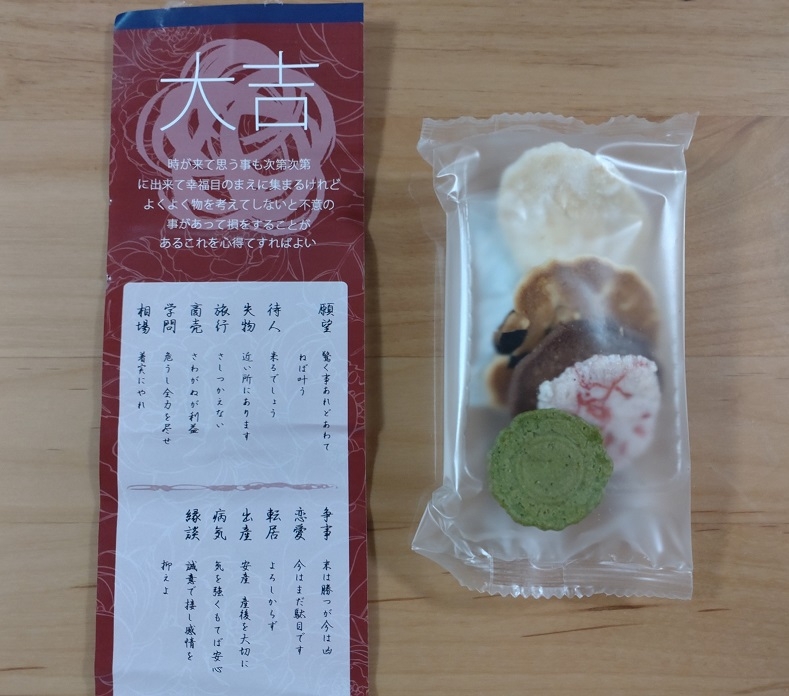 大吉
時が来て思う事も次第次第
に出来て幸福目のまえに集まるけれど
よくよく物を考えてしないと不意の
事があって損をすることが
あるこれを心得てすればよい
願望 驚く事あれどあわて
ねば叶う
待人 来るでしょう
失物 近い所にあります
旅行 さしつかえない
商売 さわがねが利益
学問 危うし全力を尽せ
相場 着実にやれ
争事 末は勝つが今は凶
恋愛 今はまだ駄目です
転居 よろしからず
出産 安産 産後を大切に
病気 気を強くもてば安心
縁談 誠意で接し感情を
抑えよ